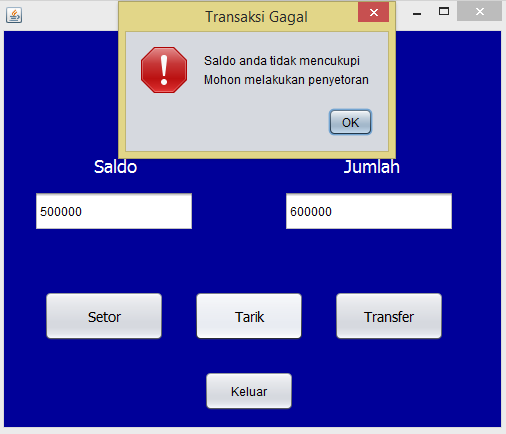 Transaksi Gagal
Saldo anda tidak mencukupi
Mohon melakukan penyetoran
OK
Saldo
Jumlah
500000
600000
Setor
Tarik
Transfer
Keluar